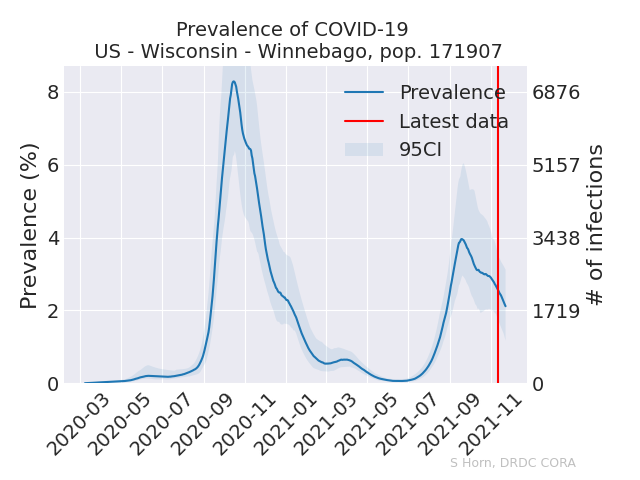 Prevalence of COVID-19
US - Wisconsin - Winnebago, pop. 171907
Prevalence (%)
8
6
4
2
0
Prevalence
Latest data
95CI
6876
5157
3438
1719
0
# of infections
2020-03
2020-05
2020-07
2020-09
2020-11
2021-01
2021-03
2021-05
2021-07
2021-09
2021-11
S Horn, DRDC CORA